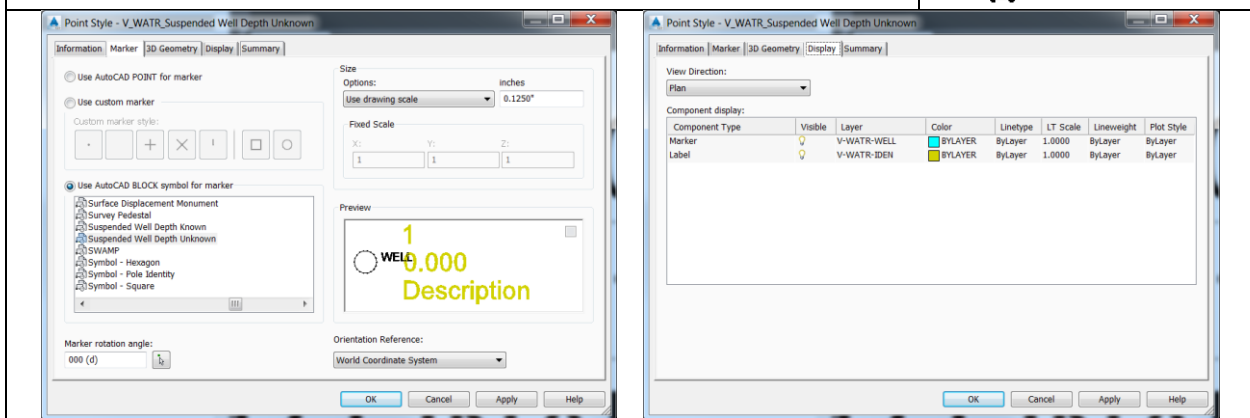 Point Style - V_WATR_Suspended Well Depth Unknown
Information Marker 3D Geometry Display Summary
Use AutoCAD POINT for marker
Use custom marker
Custom marker style:
Use AutoCAD BLOCK symbol for marker
Surface Displacement Monument
Survey Pedestal
Suspended Well Depth Known
Suspended Well Depth Unknown
SWAMP
Symbol - Hexagon
Symbol - Pole Identity
Symbol - Square
Marker rotation angle:
000 (d)
Size
Options: inches
Use drawing scale 0.1250"
Fixed Scale
X: Y: Z:
1 1 1
Preview
1
WELL
0.000
Description
Orientation Reference:
World Coordinate System
OK Cancel Apply Help
Point Style - V_WATR_Suspended Well Depth Unknown
Information Marker 3D Geometry Display Summary
View Direction:
Plan
Component display:
Component Type Visible Layer Color Linetype LT Scale Lineweight Plot Style
Marker V-WATR-WELL BYLAYER ByLayer 1.0000 ByLayer ByLayer
Label V-WATR-IDEN BYLAYER ByLayer 1.0000 ByLayer ByLayer
OK Cancel Apply Help